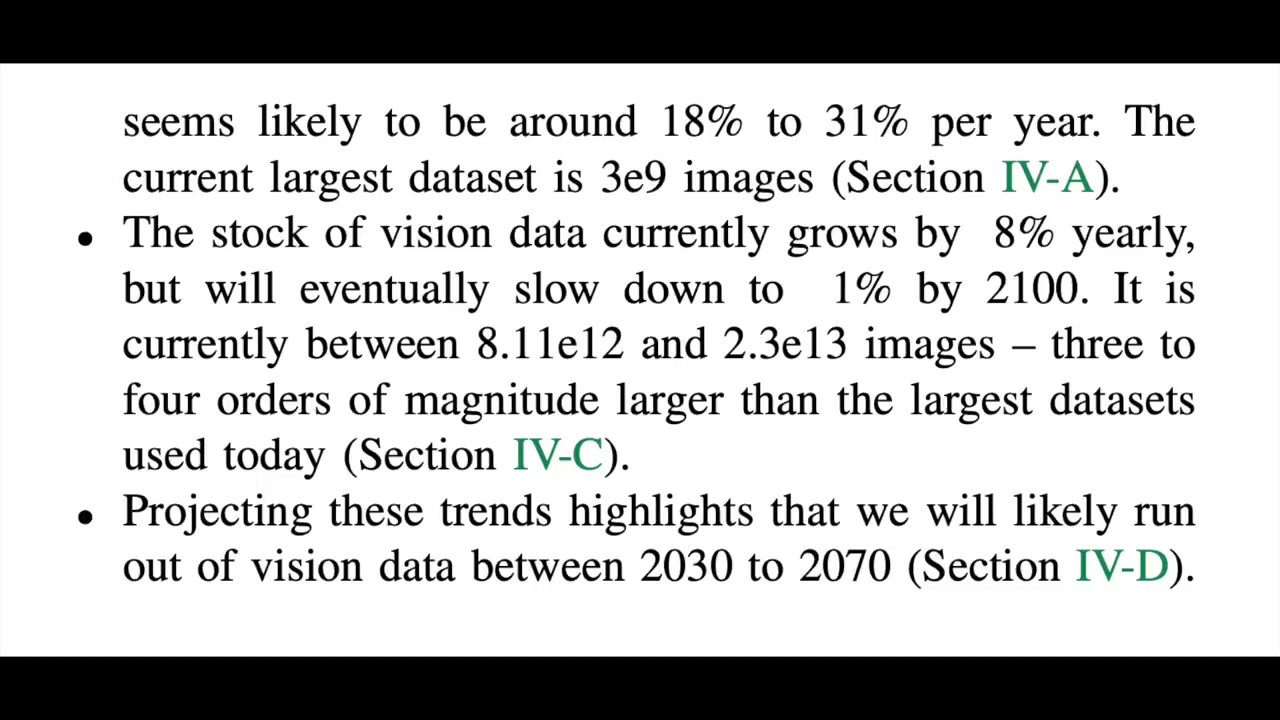 seems likely to be around 18% to 31% per year. The
current largest dataset is 3e9 images (Section IV-A).
• The stock of vision data currently grows by 8% yearly,
but will eventually slow down to 1% by 2100. It is
currently between 8.11e12 and 2.3e13 images – three to
four orders of magnitude larger than the largest datasets
used today (Section IV-C).
• Projecting these trends highlights that we will likely run
out of vision data between 2030 to 2070 (Section IV-D).